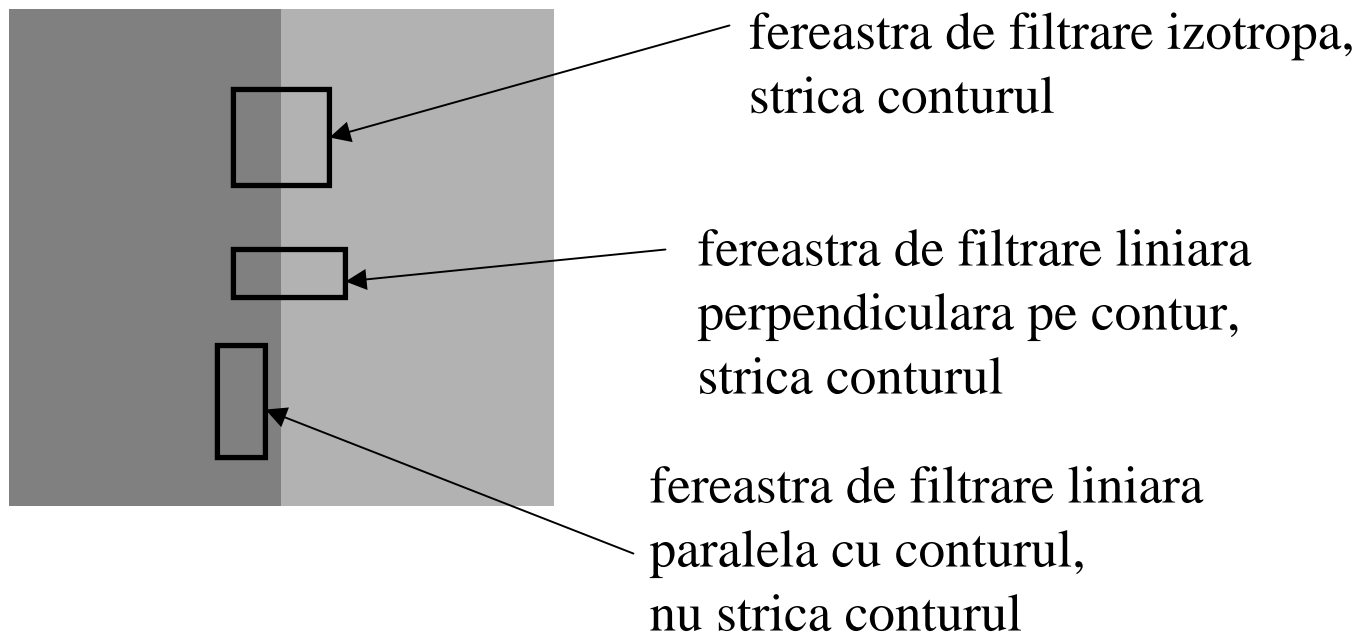 fereastra de filtrare izotropa,
strica conturul
fereastra de filtrare liniara
perpendiculara pe contur,
strica conturul
fereastra de filtrare liniara
paralela cu conturul,
nu strica conturul